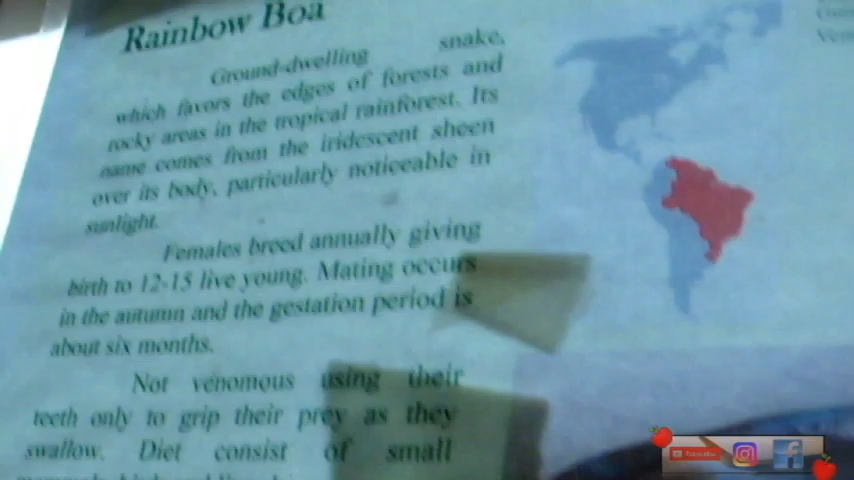 Rainbow Boa
Ground-dwelling snake,
which favors the edges of forests and
rocky areas in the tropical rainforest. Its
name comes from the iridescent sheen
over its body, particularly noticeable in
sunlight.
Females breed annually giving
birth to 12-15 live young. Mating occurs
in the autumn and the gestation period is
about six months.
Not venomous using their
teeth only to grip their prey as they
swallow. Diet consist of small